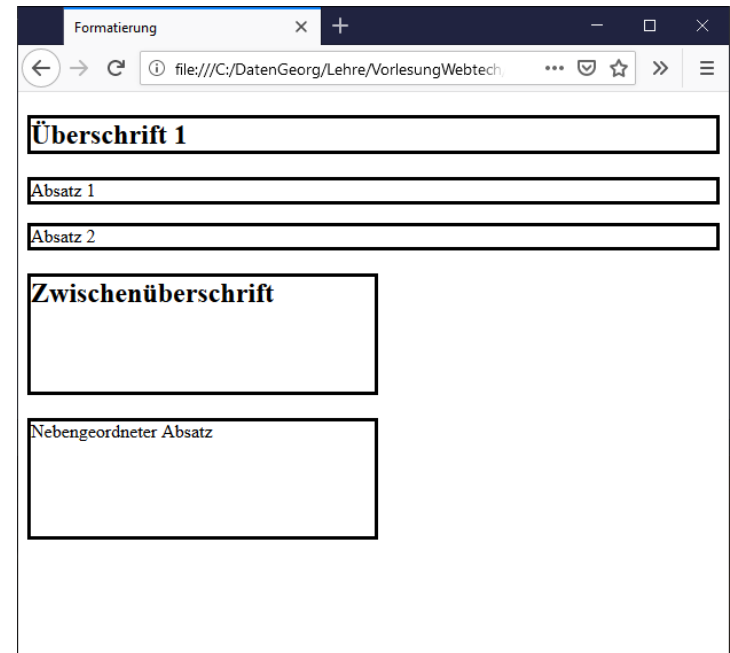 Formatierung
file:///C:/DatenGeorg/Lehre/VorlesungWebtech
Überschrift 1
Absatz 1
Absatz 2
Zwischenüberschrift
Nebengeordneter Absatz